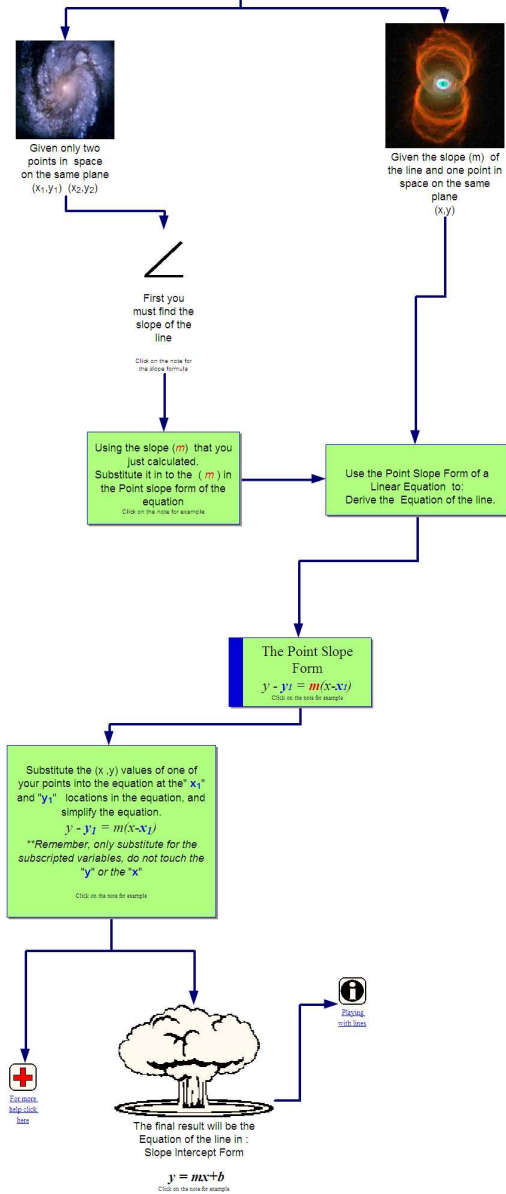 Given only two
points in space
on the same plane
(x₁,y₁) (x₂,y₂)
Given the slope (m) of
the line and one point in
space on the same
plane
(x,y)
First you
must find the
slope of the
line
Click on the note for
the slope formula
Using the slope (m) that you
just calculated.
Substitute it in to the ( m ) in
the Point slope form of the
equation
Click on the note for example
Use the Point Slope Form of a
Linear Equation to:
Derive the Equation of the line.
The Point Slope
Form
y - y₁ = m(x-x₁)
Click on the note for example
Substitute the (x ,y) values of one of
your points into the equation at the" x₁"
and "y₁" locations in the equation, and
simplify the equation.
y - y₁ = m(x-x₁)
**Remember, only substitute for the
subscripted variables, do not touch the
"y" or the "x"
Click on the note for example
For more
help click
here
Playing
with lines
The final result will be the
Equation of the line in :
Slope Intercept Form
y = mx+b
Click on the note for example